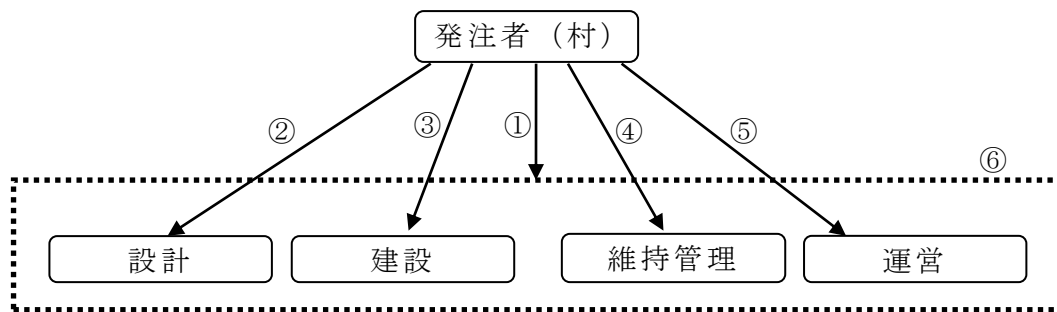 発注者（村）
② ③ ① ④ ⑤
⑥
設計 建設 維持管理 運営